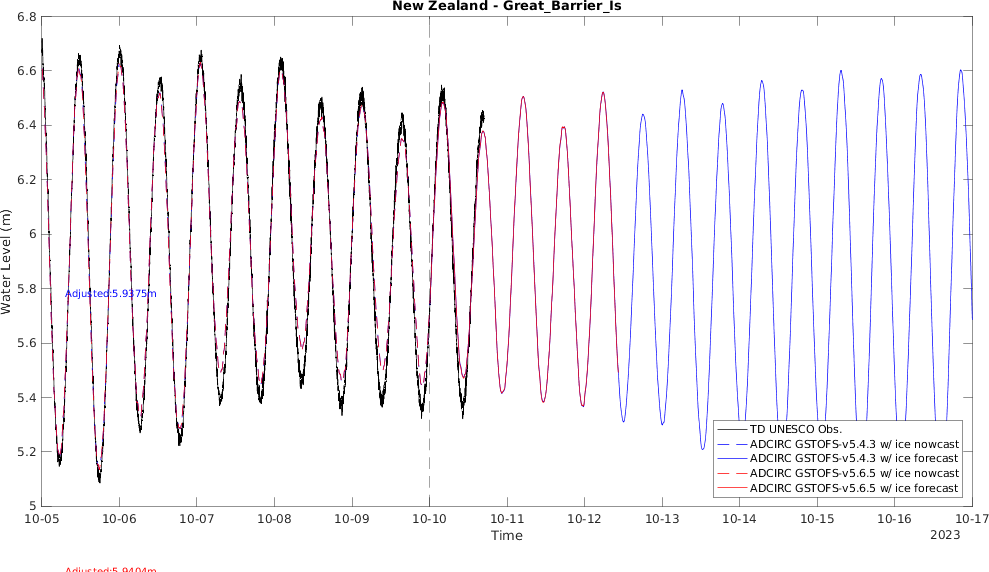 New Zealand - Great_Barrier_Is
6.8
6.6
6.4
6.2
6
5.8
5.6
5.4
5.2
5
Water Level (m)
Adjusted:5.9375m
TD UNESCO Obs.
ADCIRC GSTOFS-v5.4.3 w/ ice nowcast
ADCIRC GSTOFS-v5.4.3 w/ ice forecast
ADCIRC GSTOFS-v5.6.5 w/ ice nowcast
ADCIRC GSTOFS-v5.6.5 w/ ice forecast
10-05 10-06 10-07 10-08 10-09 10-10 10-11 10-12 10-13 10-14 10-15 10-16 10-17
Time
2023
Adjusted:5.9404m